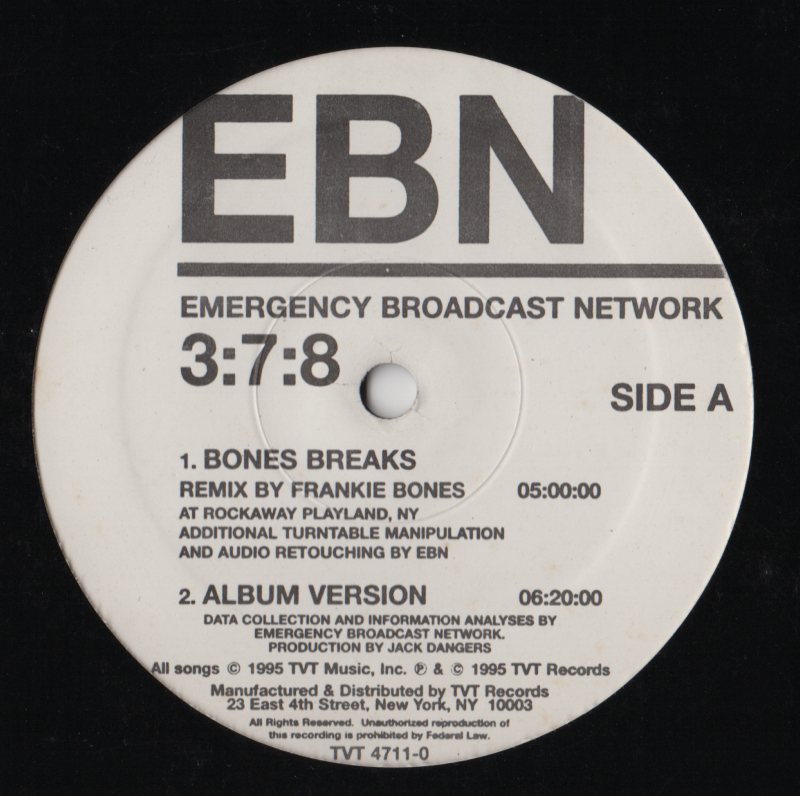 EBN
EMERGENCY BROADCAST NETWORK
3:7:8
SIDE A
1. BONES BREAKS
REMIX BY FRANKIE BONES 05:00:00
AT ROCKAWAY PLAYLAND, NY
ADDITIONAL TURNTABLE MANIPULATION
AND AUDIO RETOUCHING BY EBN
2. ALBUM VERSION 06:20:00
DATA COLLECTION AND INFORMATION ANALYSES BY
EMERGENCY BROADCAST NETWORK.
PRODUCTION BY JACK DANGERS
All songs © 1995 TVT Music, Inc. ℗ & © 1995 TVT Records
Manufactured & Distributed by TVT Records
23 East 4th Street, New York, NY 10003
All Rights Reserved. Unauthorized reproduction of
this recording is prohibited by Federal Law.
TVT 4711-0